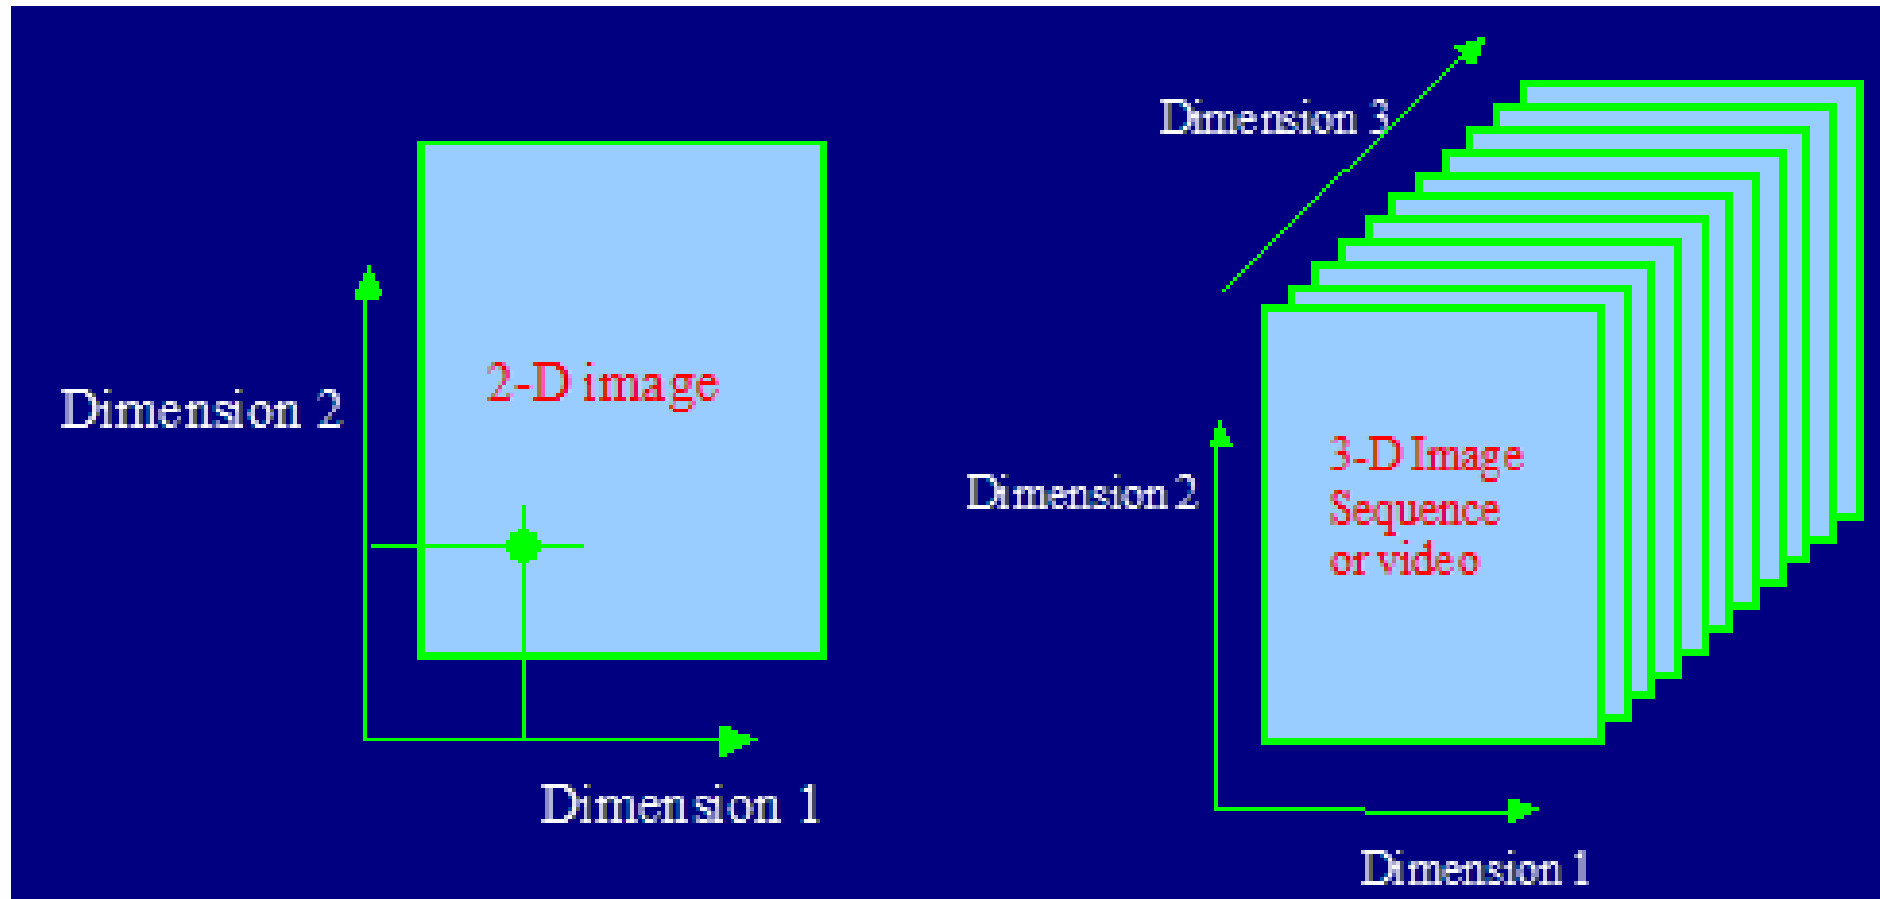 Dimension 2
2-D image
Dimension 1
Dimension 3
Dimension 2
3-D Image
Sequence
or video
Dimension 1